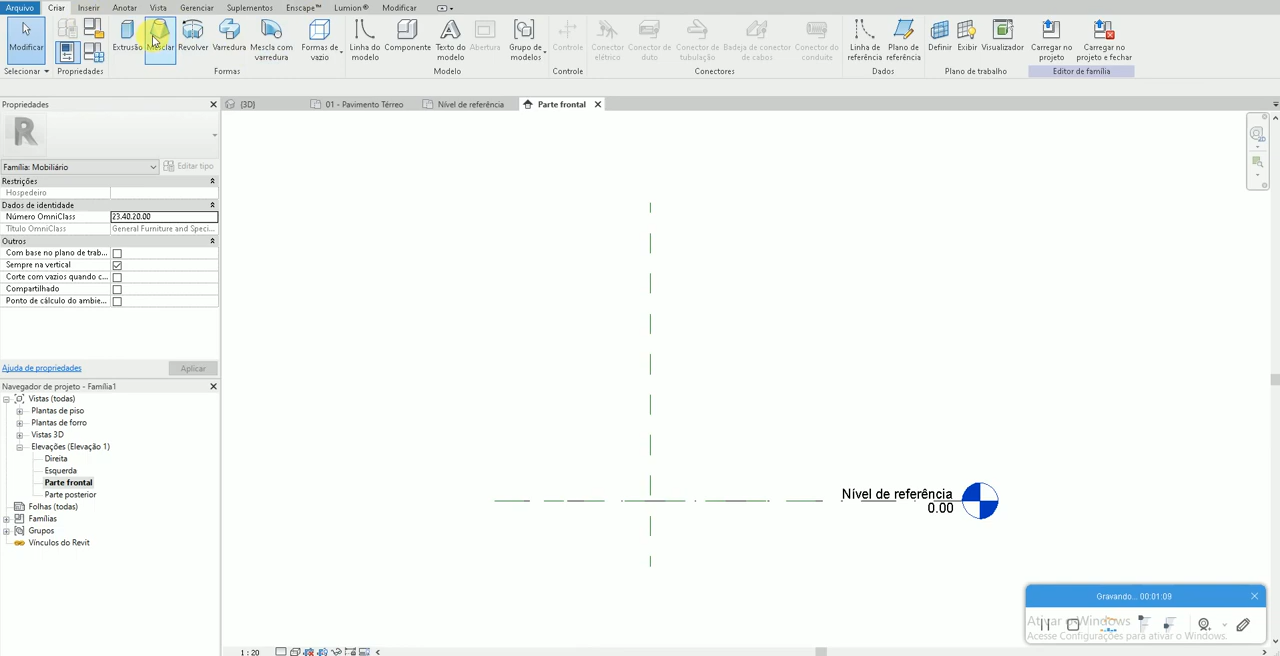 Arquivo Criar Inserir Anotar Vista Gerenciar Suplementos Enscape™ Lumion® Modificar
Modificar
Selecionar
Propriedades
Extrusão Mesclar Revolver Varredura Mescla com varredura Formas de vazio
Formas
Linha do modelo Componente Texto do modelo Abertura Grupo de modelos
Modelo
Controle
Controle
Conector elétrico Conector de duto Conector de tubulação Badeja de conector de cabos Conector do conduíte
Conectores
Linha de referência Plano de referência
Dados
Definir Exibir Visualizador
Plano de trabalho
Carregar no projeto Carregar no projeto e fechar
Editor de família
Propriedades
{3D} 01 - Pavimento Térreo Nível de referência Parte frontal
Família: Mobiliário Editar tipo
Restrições
Hospedeiro
Dados de identidade
Número OmniClass 23.40.20.00
Título OmniClass General Furniture and Speci...
Outros
Com base no plano de trab...
Sempre na vertical
Corte com vazios quando c...
Compartilhado
Ponto de cálculo do ambie...
Ajuda de propriedades Aplicar
Navegador de projeto - Família1
Vistas (todas)
Plantas de piso
Plantas de forro
Vistas 3D
Elevações (Elevação 1)
Direita
Esquerda
Parte frontal
Parte posterior
Folhas (todas)
Famílias
Grupos
Vínculos do Revit
Nível de referência
0.00
Gravando... 00:01:09
Ativar o Windows
Acesse Configurações para ativar o Windows.
1 : 20